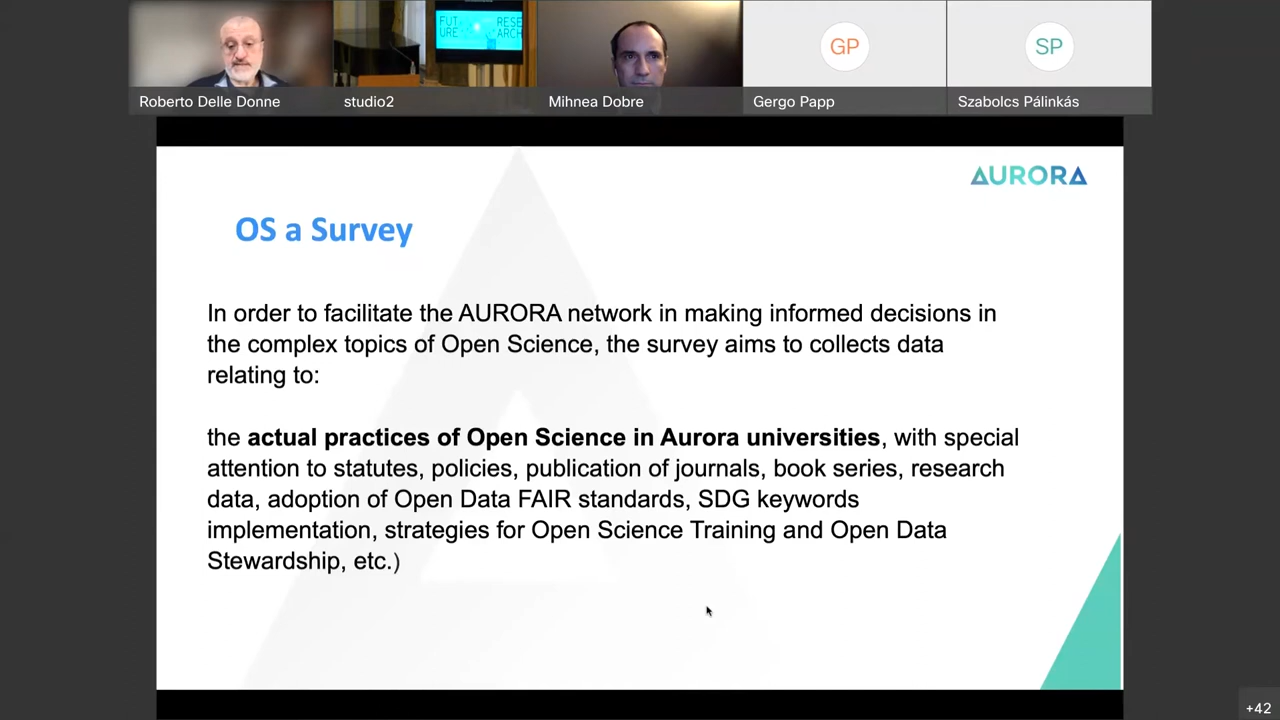 FUT
URE
RESE
ARCH
GP
SP
Roberto Delle Donne
studio2
Mihnea Dobre
Gergo Papp
Szabolcs Pálinkás
AURORA
OS a Survey
In order to facilitate the AURORA network in making informed decisions in
the complex topics of Open Science, the survey aims to collects data
relating to:
the actual practices of Open Science in Aurora universities, with special
attention to statutes, policies, publication of journals, book series, research
data, adoption of Open Data FAIR standards, SDG keywords
implementation, strategies for Open Science Training and Open Data
Stewardship, etc.)
+42